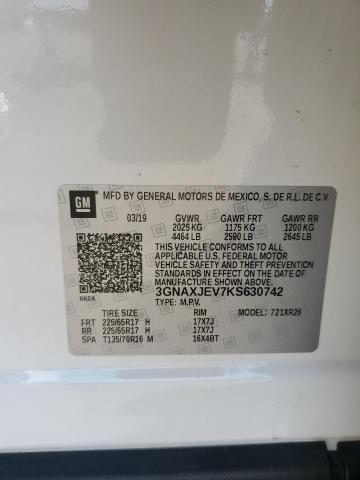 GM
MFD BY GENERAL MOTORS DE MEXICO, S. DE R.L. DE C.V.
03/19 GVWR GAWR FRT GAWR RR
2025 KG 1175 KG 1200 KG
4464 LB 2590 LB 2645 LB
THIS VEHICLE CONFORMS TO ALL
APPLICABLE U.S. FEDERAL MOTOR
VEHICLE SAFETY, BUMPER, AND THEFT
PREVENTION STANDARDS IN EFFECT ON THE
DATE OF MANUFACTURE SHOWN ABOVE.
8624
3GNAXJEV7KS630742
TYPE: M.P.V.
TIRE SIZE RIM MODEL: 721XR26
FRT 225/65R17 H 17X7J
RR 225/65R17 H 17X7J
SPA T135/70R16 M 16X4BT